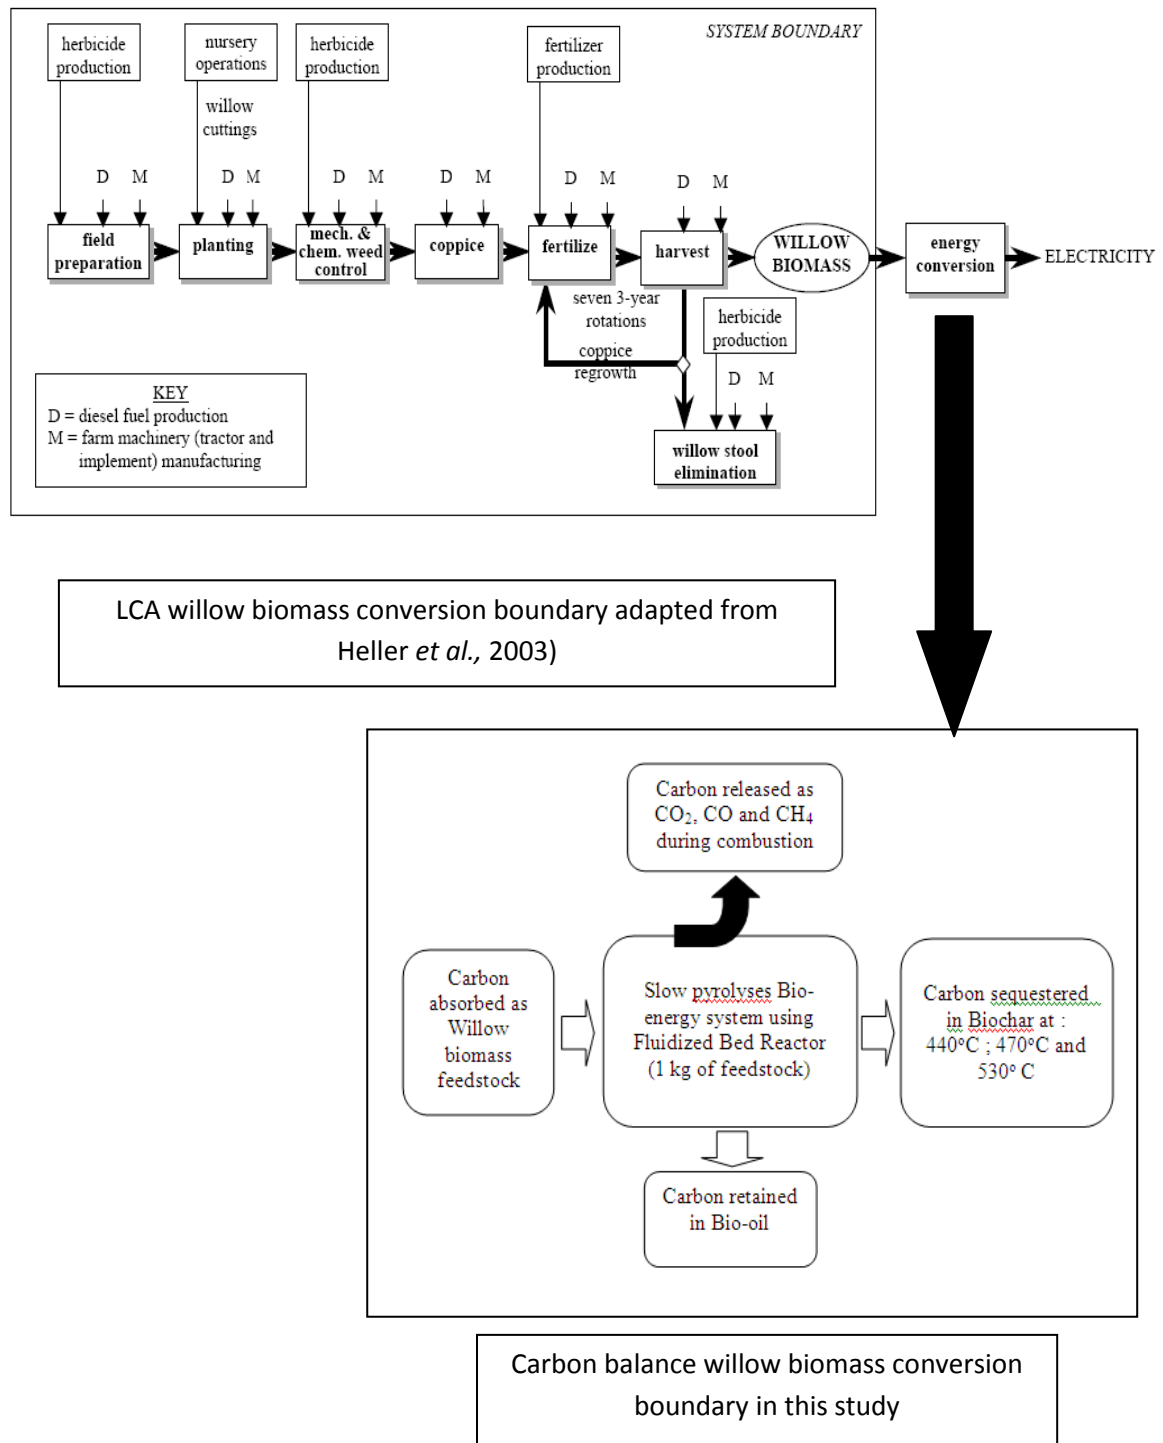 SYSTEM BOUNDARY
herbicide
production
nursery
operations
herbicide
production
fertilizer
production
willow
cuttings
D M
D M
D M
D M
D M
D M
field
preparation
planting
mech. &
chem. weed
control
coppice
fertilize
harvest
WILLOW
BIOMASS
energy
conversion
ELECTRICITY
seven 3-year
rotations
coppice
regrowth
herbicide
production
D M
willow stool
elimination
KEY
D = diesel fuel production
M = farm machinery (tractor and
implement) manufacturing
LCA willow biomass conversion boundary adapted from
Heller et al., 2003)
Carbon released as
CO₂, CO and CH₄
during combustion
Carbon
absorbed as
Willow
biomass
feedstock
Slow pyrolyses Bio-
energy system using
Fluidized Bed Reactor
(1 kg of feedstock)
Carbon sequestered
in Biochar at :
440°C ; 470°C and
530° C
Carbon retained
in Bio-oil
Carbon balance willow biomass conversion
boundary in this study